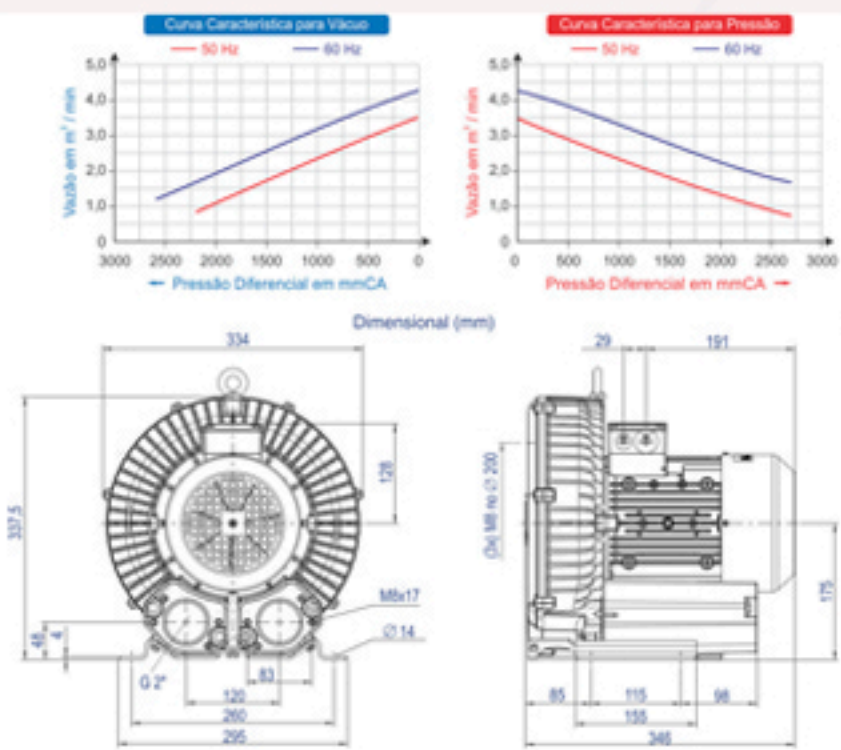 Curva Característica para Vácuo
50 Hz
60 Hz
Vazão em m³ / min
5,0
4,0
3,0
2,0
1,0
0
3000 2500 2000 1500 1000 500 0
← Pressão Diferencial em mmCA
Curva Característica para Pressão
50 Hz
60 Hz
Vazão em m³ / min
5,0
4,0
3,0
2,0
1,0
0
0 500 1000 1500 2000 2500 3000
Pressão Diferencial em mmCA →
Dimensional (mm)
334
337,5
128
M8x17
Ø 14
48
4
G 2"
83
120
260
295
29
191
(3x) M8 no Ø 200
175
85
115
98
155
346